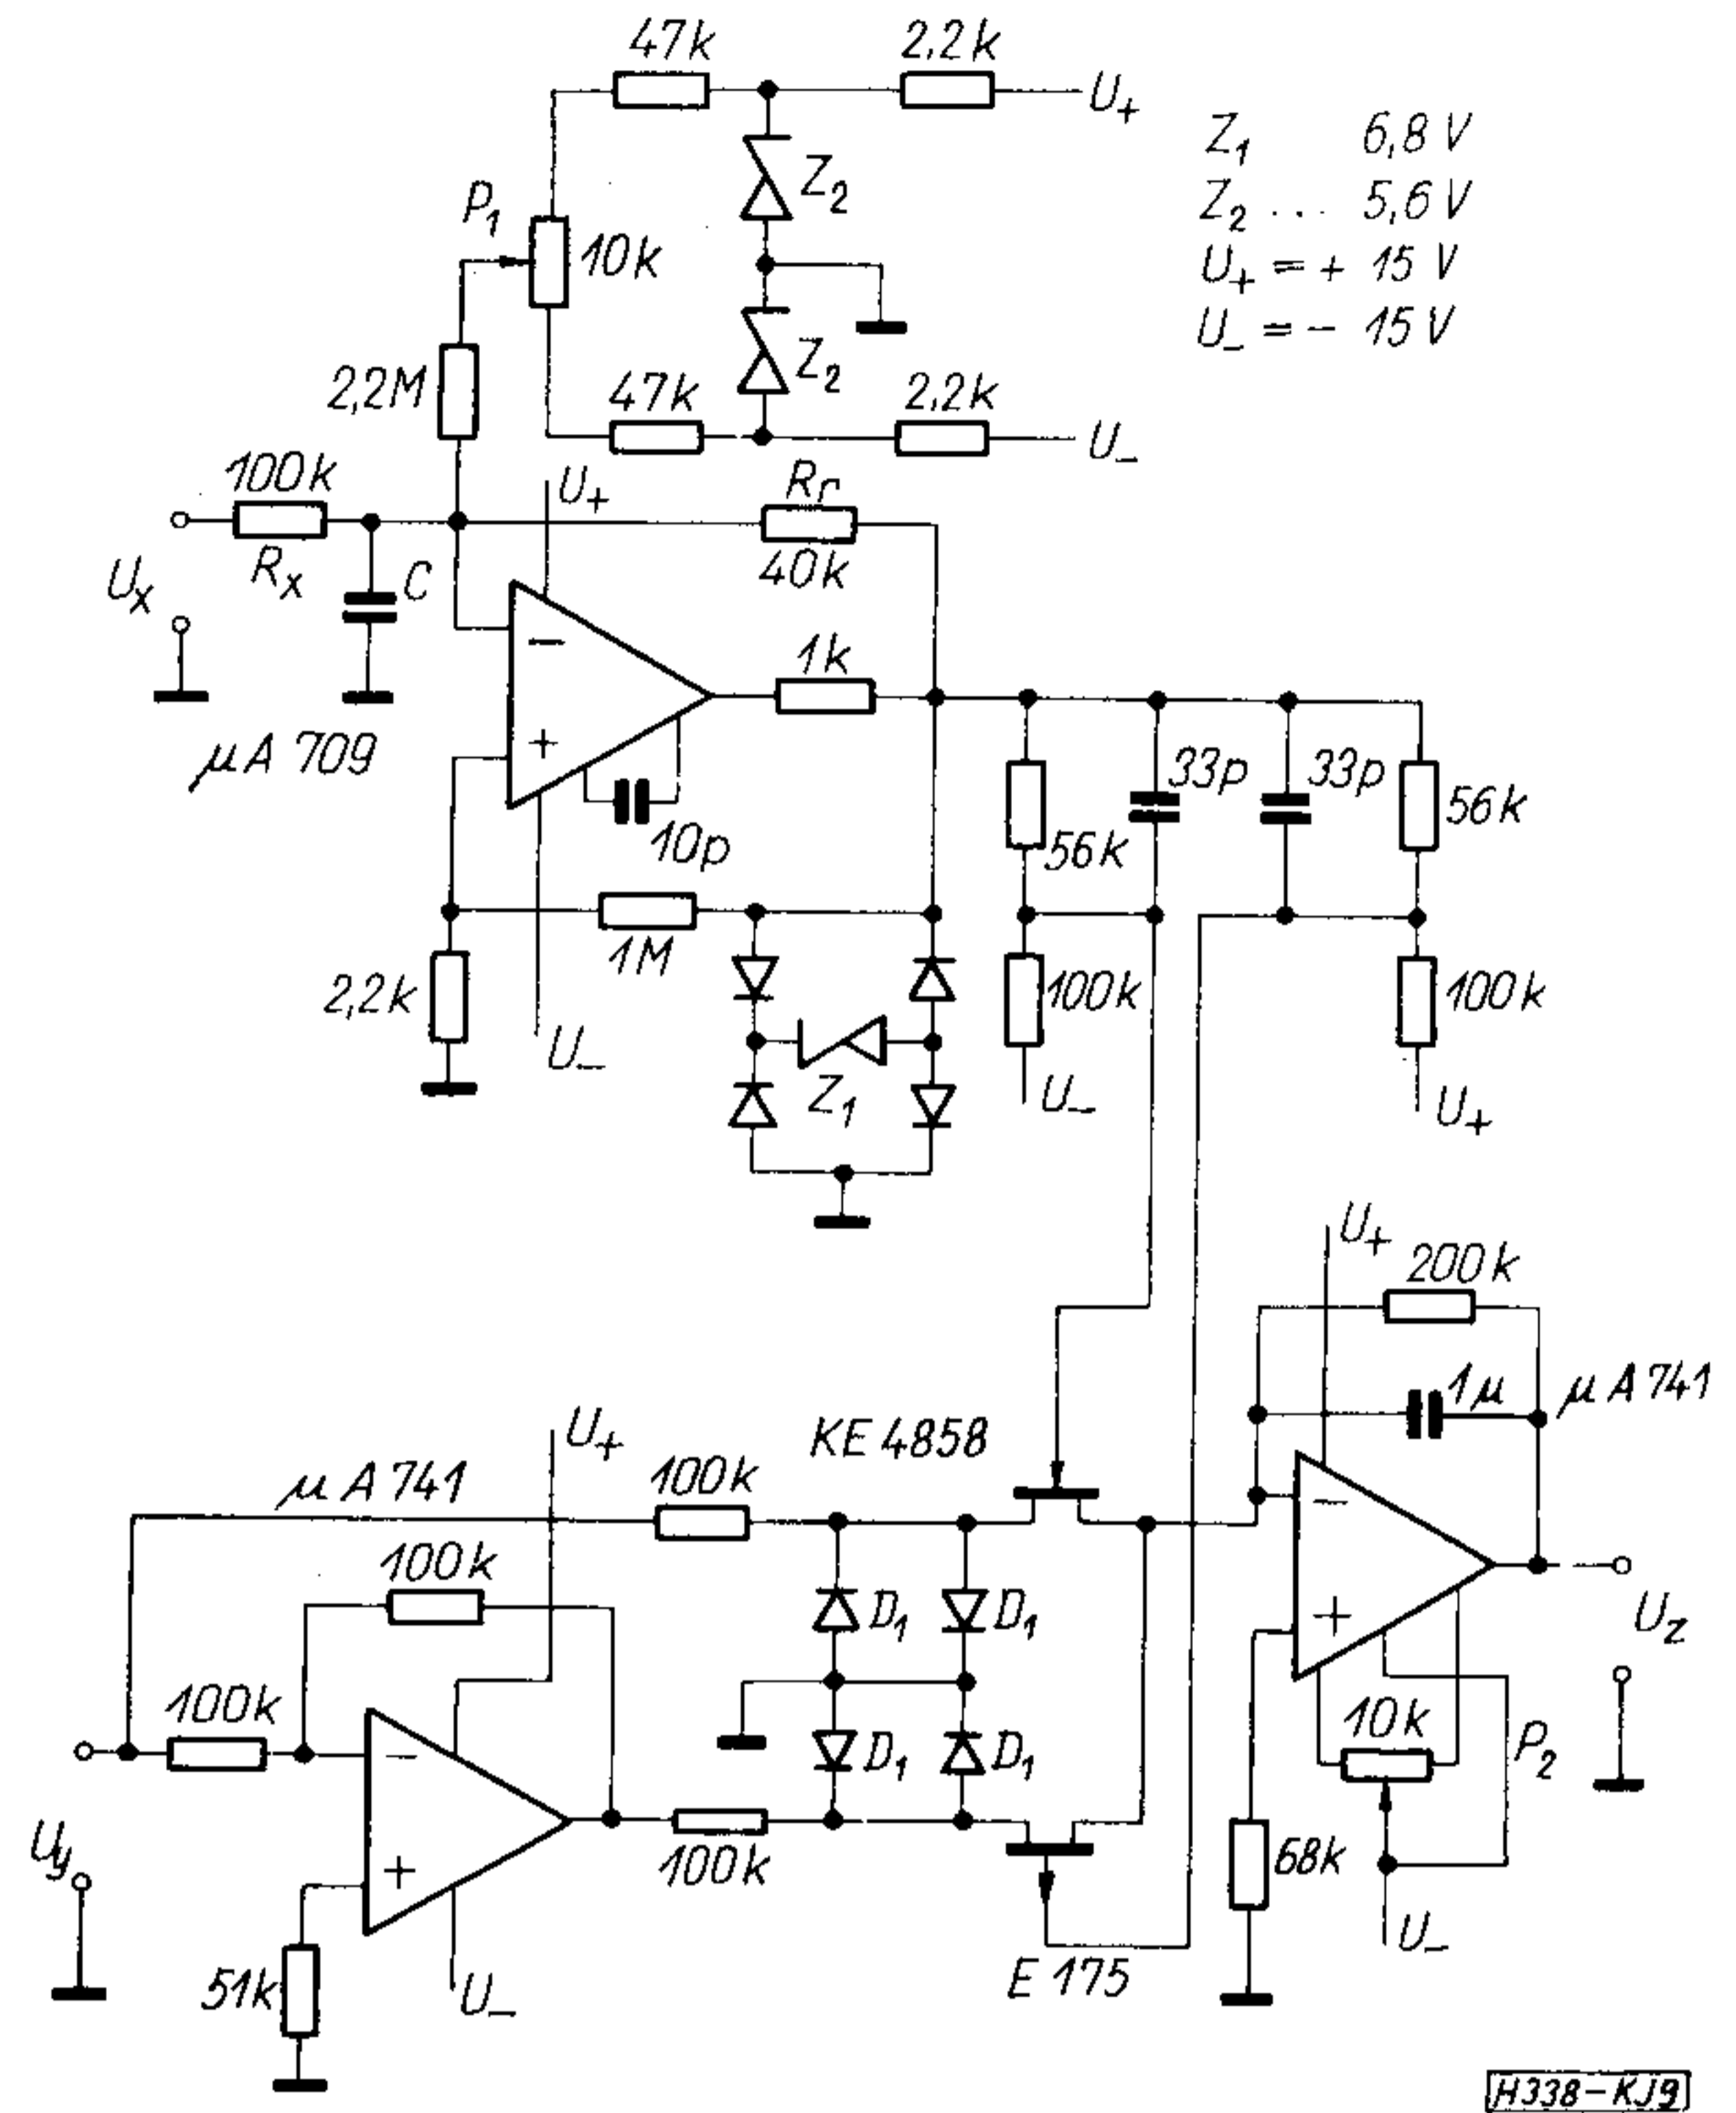 47k
2,2k
U+
Z1 6,8 V
Z2 ... 5,6 V
U+ = + 15 V
U- = - 15 V
Z2
P1
10k
2,2M
Z2
47k
2,2k
U-
100k
Rx
Ux
C
U+
Rr
40k
1k
-
+
μA 709
10p
33p
33p
56k
56k
1M
2,2k
U-
Z1
100k
100k
U-
U+
U+
200k
1μ
μA 741
KE 4858
U+
μA 741
100k
100k
D1
D1
-
+
Uz
100k
-
+
D1
D1
10k
P2
100k
Uy
68k
U-
51k
U-
E 175
H338-KJ9